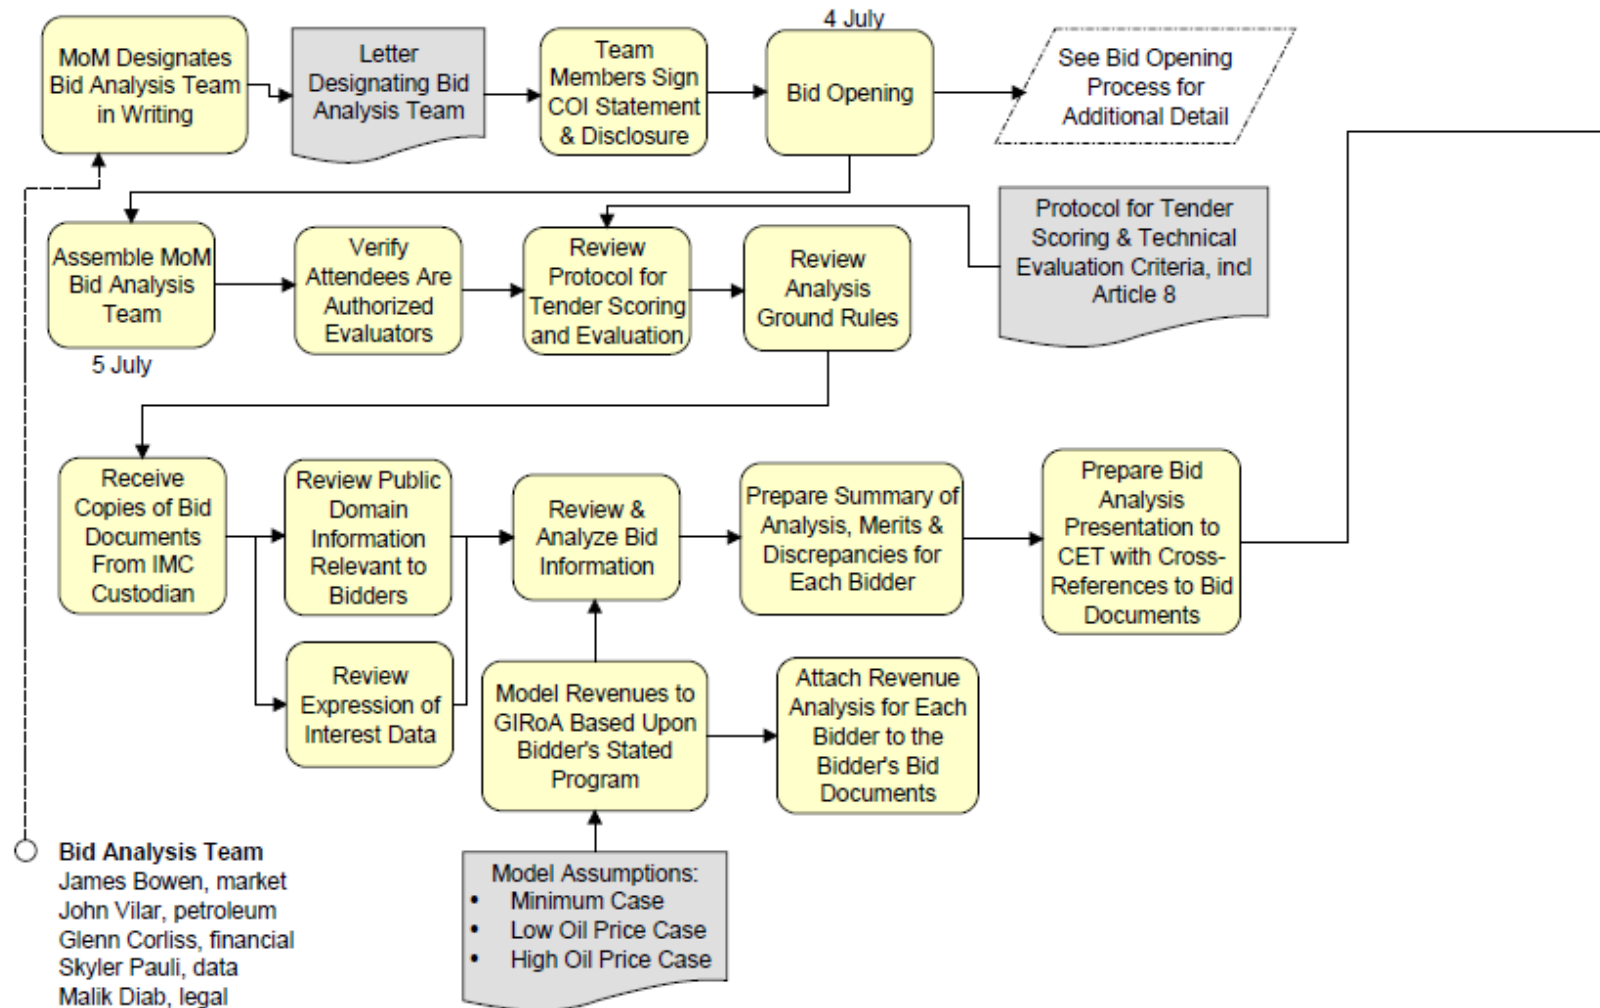 MoM Designates
Bid Analysis Team
in Writing
Letter
Designating Bid
Analysis Team
Team
Members Sign
COI Statement
& Disclosure
4 July
Bid Opening
See Bid Opening
Process for
Additional Detail
Assemble MoM
Bid Analysis
Team
5 July
Verify
Attendees Are
Authorized
Evaluators
Review
Protocol for
Tender Scoring
and Evaluation
Review
Analysis
Ground Rules
Protocol for Tender
Scoring & Technical
Evaluation Criteria, incl
Article 8
Receive
Copies of Bid
Documents
From IMC
Custodian
Review Public
Domain
Information
Relevant to
Bidders
Review &
Analyze Bid
Information
Prepare Summary of
Analysis, Merits &
Discrepancies for
Each Bidder
Prepare Bid
Analysis
Presentation to
CET with Cross-
References to Bid
Documents
Review
Expression of
Interest Data
Model Revenues to
GIRoA Based Upon
Bidder's Stated
Program
Attach Revenue
Analysis for Each
Bidder to the
Bidder's Bid
Documents
Bid Analysis Team
James Bowen, market
John Vilar, petroleum
Glenn Corliss, financial
Skyler Pauli, data
Malik Diab, legal
Model Assumptions:
• Minimum Case
• Low Oil Price Case
• High Oil Price Case